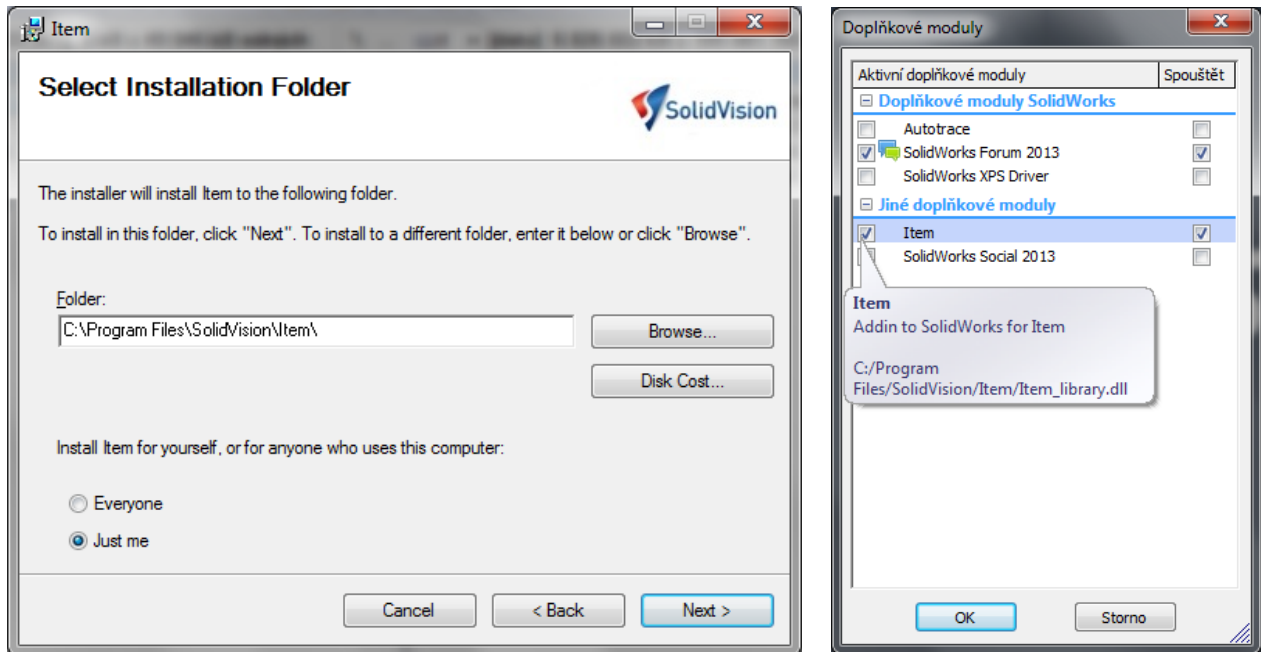 Item
Select Installation Folder
SolidVision
The installer will install Item to the following folder.
To install in this folder, click "Next". To install to a different folder, enter it below or click "Browse".
Folder:
C:\Program Files\SolidVision\Item\
Browse...
Disk Cost...
Install Item for yourself, or for anyone who uses this computer:
Everyone
Just me
Cancel
< Back
Next >
Doplňkové moduly
Aktivní doplňkové moduly Spouštět
Doplňkové moduly SolidWorks
Autotrace
SolidWorks Forum 2013
SolidWorks XPS Driver
Jiné doplňkové moduly
Item
SolidWorks Social 2013
Item
Addin to SolidWorks for Item
C:/Program
Files/SolidVision/Item/Item_library.dll
OK
Storno